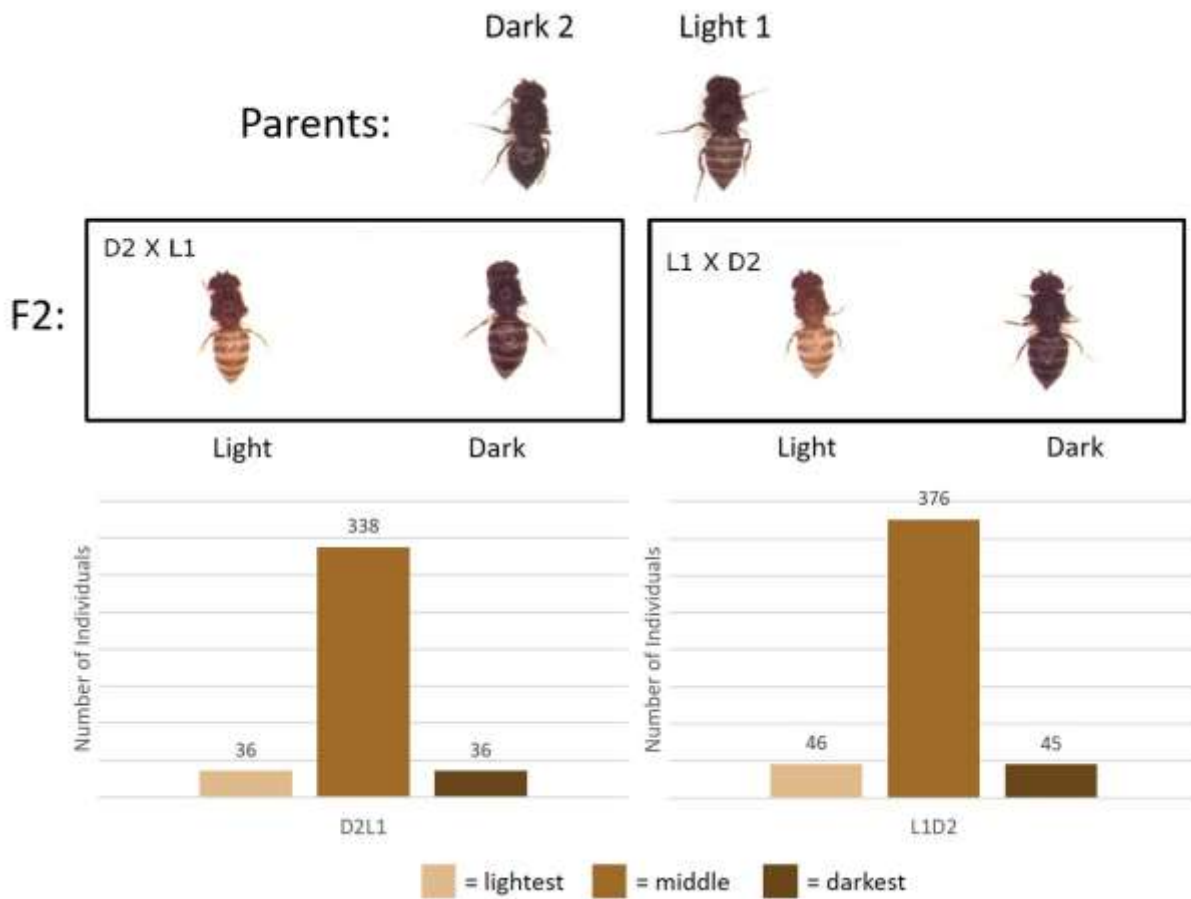 Dark 2 Light 1
Parents:
D2 X L1
L1 X D2
F2:
Light Dark
Light Dark
Number of Individuals
338
36
36
D2L1
Number of Individuals
376
46
45
L1D2
= lightest = middle = darkest